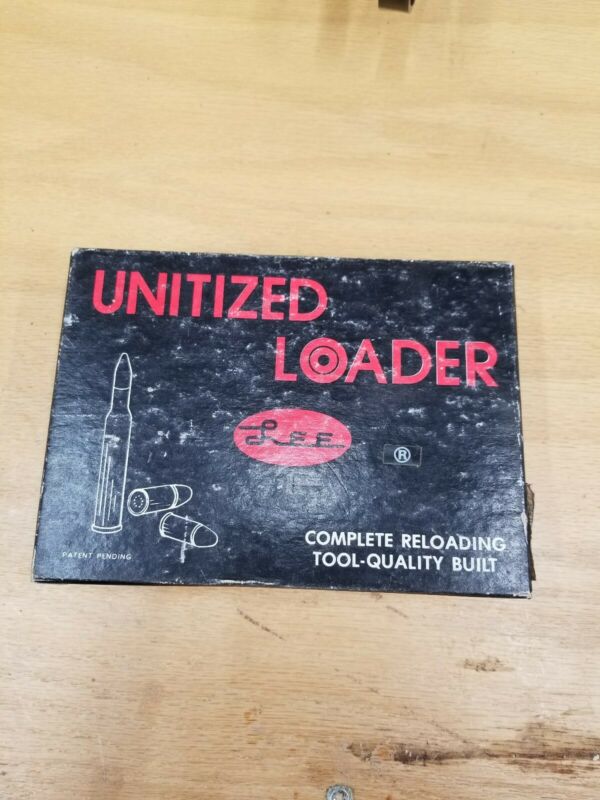 UNITIZED
LOADER
Lee
®
COMPLETE RELOADING
TOOL-QUALITY BUILT
PATENT PENDING